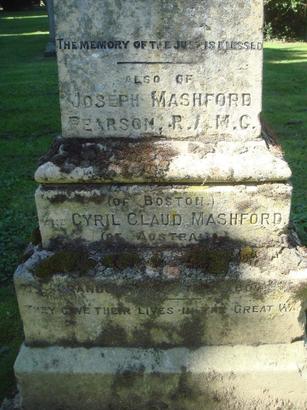 THE MEMORY OF THE JUST IS BLESSED
ALSO OF
JOSEPH MASHFORD
PEARSON, R.A.M.C.
(OF BOSTON.)
CYRIL CLAUD MASHFORD
(OF AUSTRALIA
THEY GAVE THEIR LIVES IN THE GREAT WAR